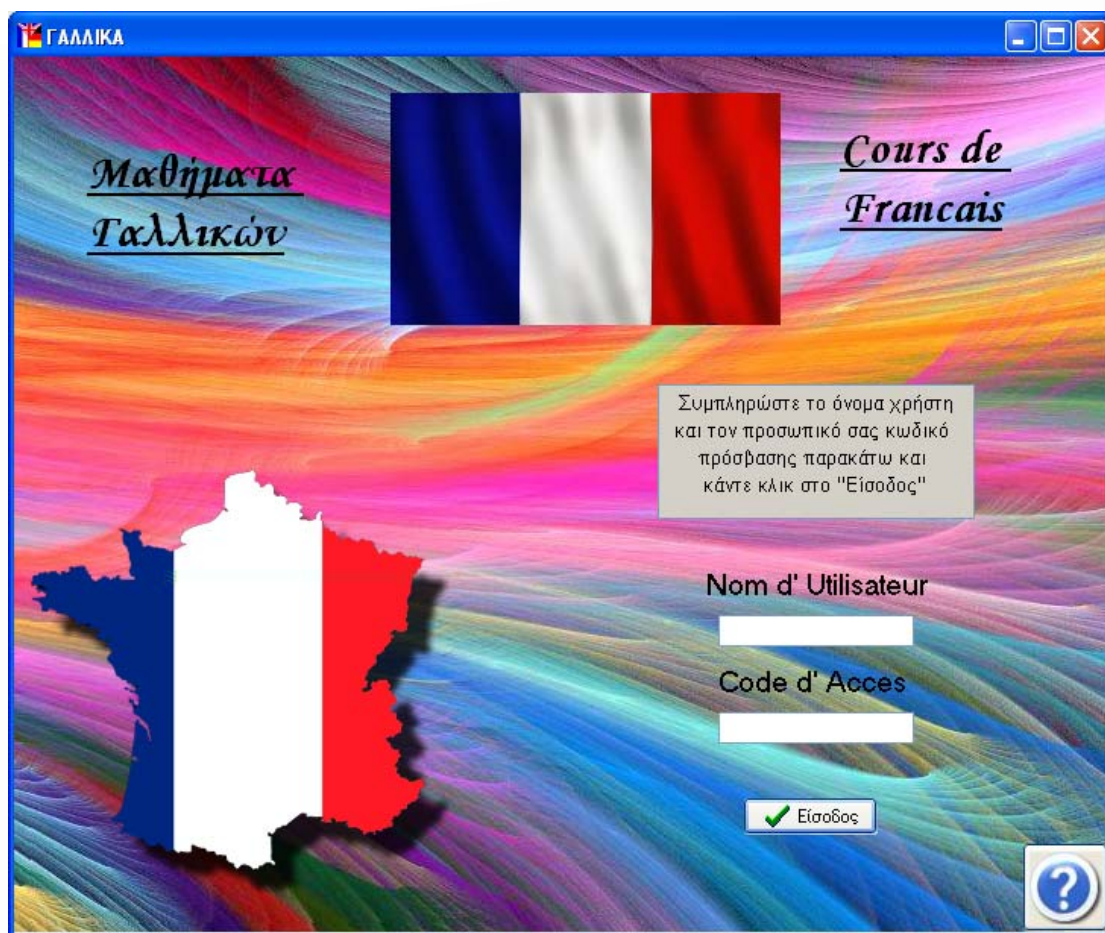 ΓΑΛΛΙΚΑ
Μαθήματα
Γαλλικών
Cours de
Francais
Συμπληρώστε το όνομα χρήστη
και τον προσωπικό σας κωδικό
πρόσβασης παρακάτω και
κάντε κλικ στο "Είσοδος"
Nom d' Utilisateur
Code d' Acces
Είσοδος
?